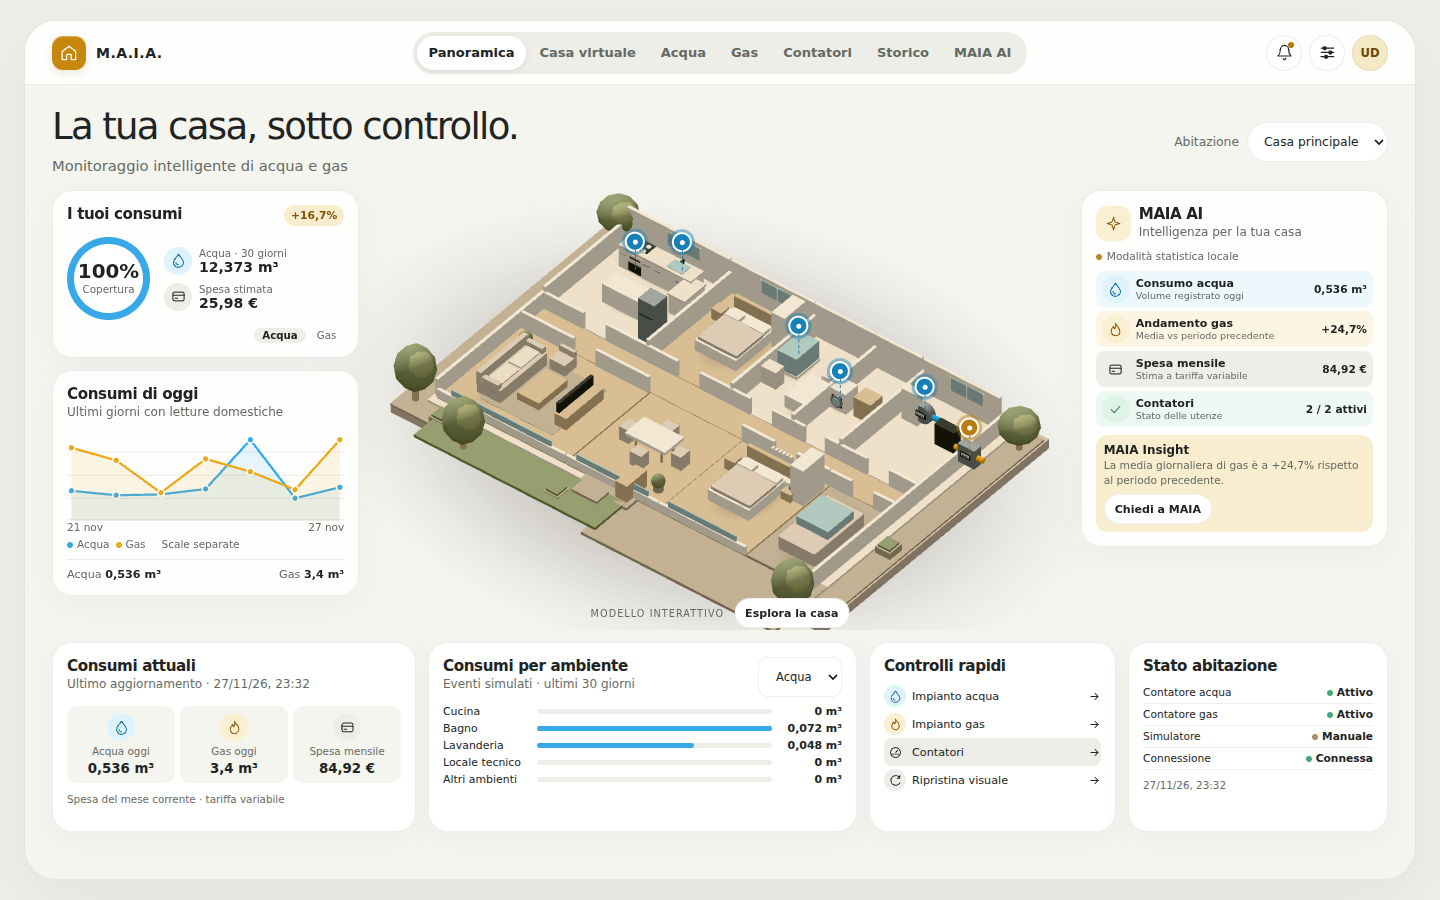 M.A.I.A.
Panoramica
Casa virtuale
Acqua
Gas
Contatori
Storico
MAIA AI
UD
La tua casa, sotto controllo.
Monitoraggio intelligente di acqua e gas
Abitazione
Casa principale
I tuoi consumi
+16,7%
100%
Copertura
Acqua · 30 giorni
12,373 m³
Spesa stimata
25,98 €
Acqua
Gas
Consumi di oggi
Ultimi giorni con letture domestiche
21 nov
27 nov
Acqua
Gas
Scale separate
Acqua 0,536 m³
Gas 3,4 m³
MODELLO INTERATTIVO
Esplora la casa
MAIA AI
Intelligenza per la tua casa
Modalità statistica locale
Consumo acqua
Volume registrato oggi
0,536 m³
Andamento gas
Media vs periodo precedente
+24,7%
Spesa mensile
Stima a tariffa variabile
84,92 €
Contatori
Stato delle utenze
2 / 2 attivi
MAIA Insight
La media giornaliera di gas è a +24,7% rispetto
al periodo precedente.
Chiedi a MAIA
Consumi attuali
Ultimo aggiornamento · 27/11/26, 23:32
Acqua oggi
0,536 m³
Gas oggi
3,4 m³
Spesa mensile
84,92 €
Spesa del mese corrente · tariffa variabile
Consumi per ambiente
Eventi simulati · ultimi 30 giorni
Acqua
Cucina
0 m³
Bagno
0,072 m³
Lavanderia
0,048 m³
Locale tecnico
0 m³
Altri ambienti
0 m³
Controlli rapidi
Impianto acqua
Impianto gas
Contatori
Ripristina visuale
Stato abitazione
Contatore acqua
Attivo
Contatore gas
Attivo
Simulatore
Manuale
Connessione
Connessa
27/11/26, 23:32